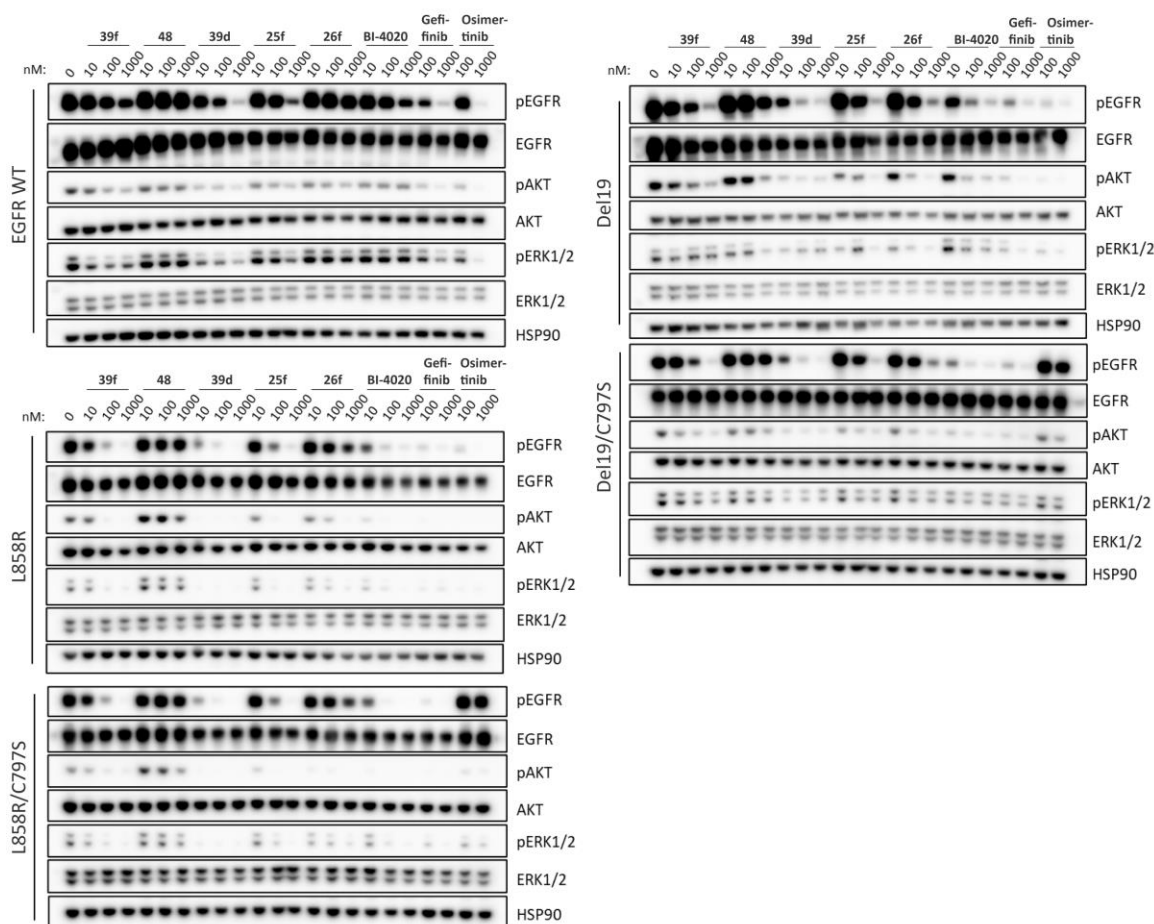 39f 48 39d 25f 26f BI-4020 Gefi-finib Osimer-tinib
nM: 0 10 100 1000 10 100 1000 10 100 1000 10 100 1000 10 100 1000 10 100 1000 100 1000 100 1000
EGFR WT
pEGFR
EGFR
pAKT
AKT
pERK1/2
ERK1/2
HSP90
39f 48 39d 25f 26f BI-4020 Gefi-finib Osimer-tinib
nM: 0 10 100 1000 10 100 1000 10 100 1000 10 100 1000 10 100 1000 10 100 1000 100 1000 100 1000
L858R
pEGFR
EGFR
pAKT
AKT
pERK1/2
ERK1/2
HSP90
L858R/C797S
pEGFR
EGFR
pAKT
AKT
pERK1/2
ERK1/2
HSP90
39f 48 39d 25f 26f BI-4020 Gefi-finib Osimer-tinib
nM: 0 10 100 1000 10 100 1000 10 100 1000 10 100 1000 10 100 1000 10 100 1000 100 1000 100 1000
Del19
pEGFR
EGFR
pAKT
AKT
pERK1/2
ERK1/2
HSP90
Del19/C797S
pEGFR
EGFR
pAKT
AKT
pERK1/2
ERK1/2
HSP90